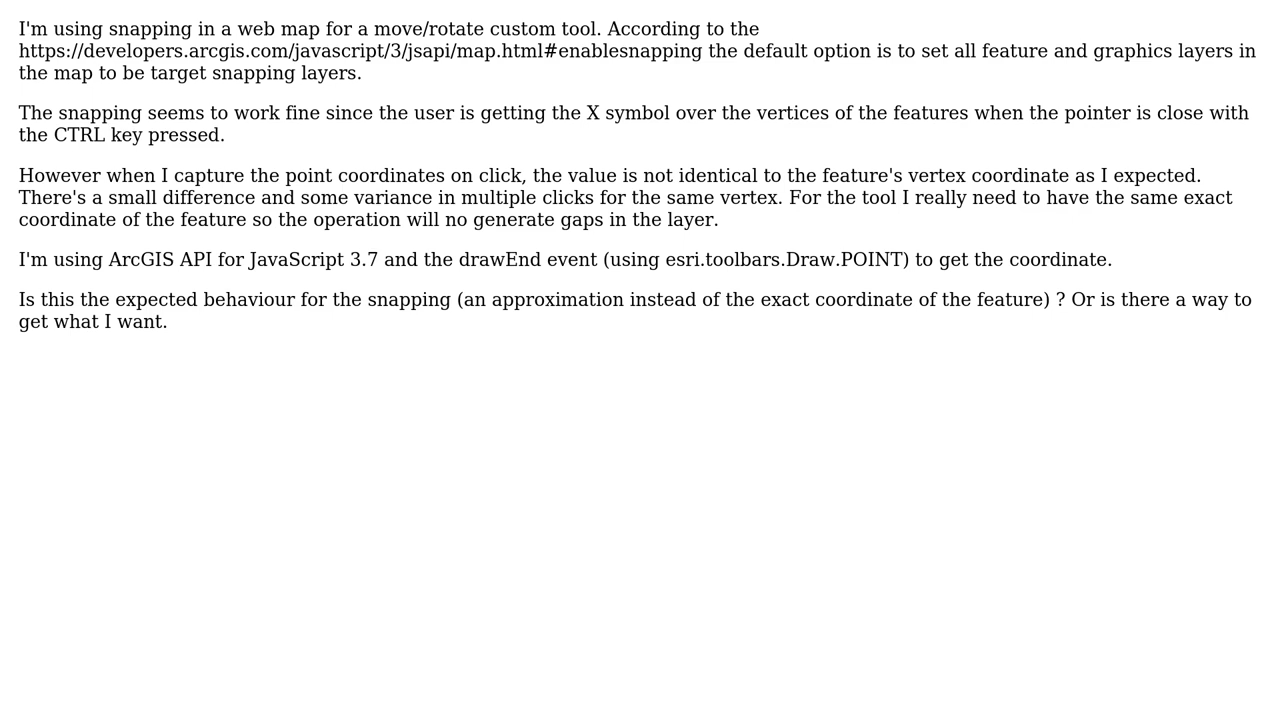 I'm using snapping in a web map for a move/rotate custom tool. According to the
https://developers.arcgis.com/javascript/3/jsapi/map.html#enablesnapping the default option is to set all feature and graphics layers in
the map to be target snapping layers.
The snapping seems to work fine since the user is getting the X symbol over the vertices of the features when the pointer is close with
the CTRL key pressed.
However when I capture the point coordinates on click, the value is not identical to the feature's vertex coordinate as I expected.
There's a small difference and some variance in multiple clicks for the same vertex. For the tool I really need to have the same exact
coordinate of the feature so the operation will no generate gaps in the layer.
I'm using ArcGIS API for JavaScript 3.7 and the drawEnd event (using esri.toolbars.Draw.POINT) to get the coordinate.
Is this the expected behaviour for the snapping (an approximation instead of the exact coordinate of the feature) ? Or is there a way to
get what I want.